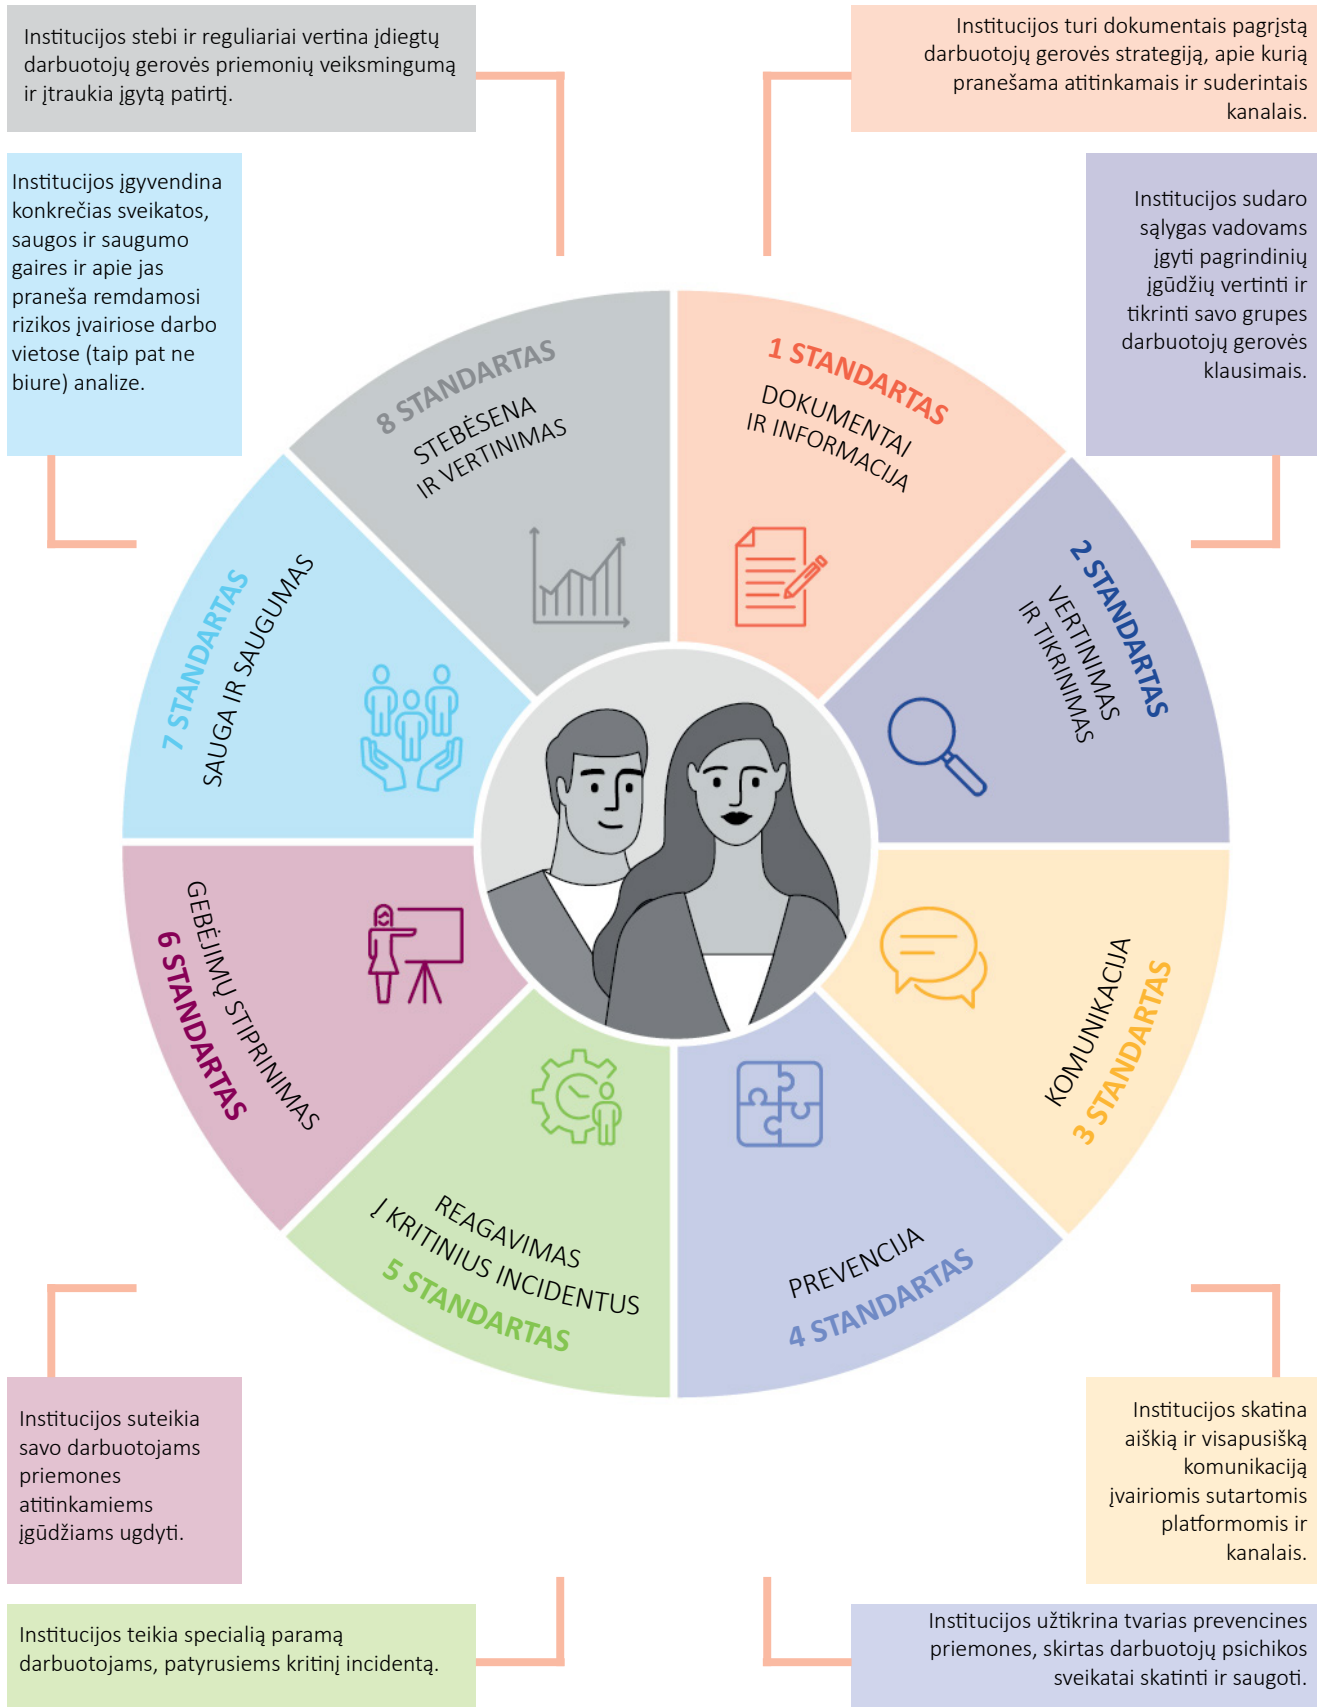 Institucijos stebi ir reguliariai vertina įdiegtų
darbuotojų gerovės priemonių veiksmingumą
ir įtraukia įgytą patirtį.
Institucijos turi dokumentais pagrįstą
darbuotojų gerovės strategiją, apie kurią
pranešama atitinkamais ir suderintais
kanalais.
Institucijos įgyvendina
konkrečias sveikatos,
saugos ir saugumo
gaires ir apie jas
praneša remdamosi
rizikos įvairiose darbo
vietose (taip pat ne
biure) analize.
Institucijos sudaro
sąlygas vadovams
įgyti pagrindinių
įgūdžių vertinti ir
tikrinti savo grupes
darbuotojų gerovės
klausimais.
8 STANDARTAS
STEBĖSENA
IR VERTINIMAS
1 STANDARTAS
DOKUMENTAI
IR INFORMACIJA
2 STANDARTAS
VERTINIMAS
IR TIKRINIMAS
7 STANDARTAS
SAUGA IR SAUGUMAS
GEBĖJIMŲ STIPRINIMAS
6 STANDARTAS
KOMUNIKACIJA
3 STANDARTAS
REAGAVIMAS
Į KRITINIUS INCIDENTUS
5 STANDARTAS
PREVENCIJA
4 STANDARTAS
Institucijos suteikia
savo darbuotojams
priemones
atitinkamiems
įgūdžiams ugdyti.
Institucijos skatina
aiškią ir visapusišką
komunikaciją
įvairiomis sutartomis
platformomis ir
kanalais.
Institucijos teikia specialią paramą
darbuotojams, patyrusiems kritinį incidentą.
Institucijos užtikrina tvarias prevencines
priemones, skirtas darbuotojų psichikos
sveikatai skatinti ir saugoti.